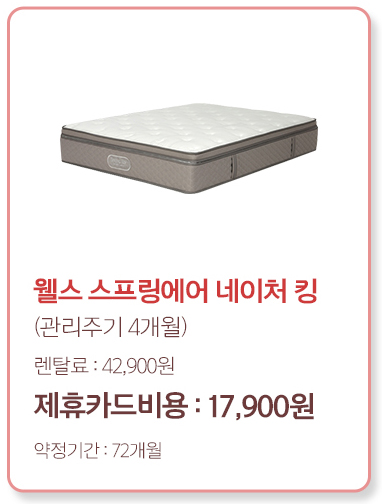 웰스 스프링에어 네이처 킹
(관리주기 4개월)
렌탈료 : 42,900원
제휴카드비용 : 17,900원
약정기간 : 72개월